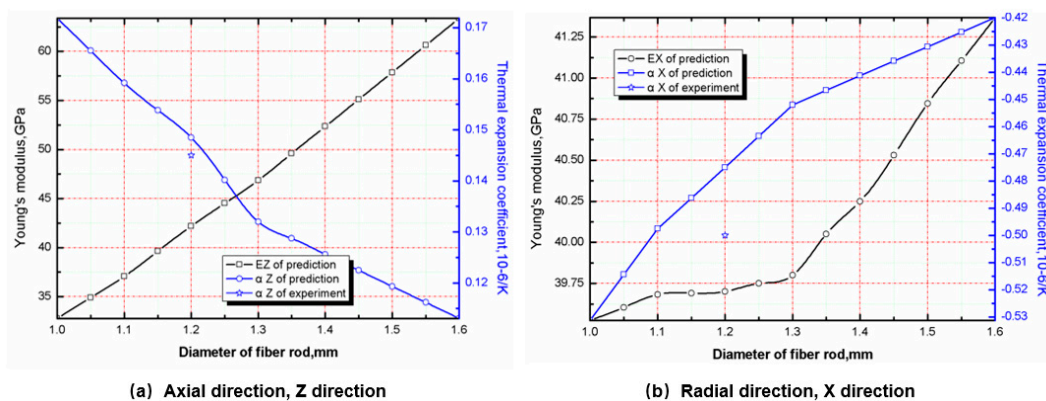 60
55
50
45
40
35
Young's modulus,GPa
0.17
0.16
0.15
0.14
0.13
0.12
Thermal expansion coefficient,10-6/K
EZ of prediction
α Z of prediction
α Z of experiment
1.0 1.1 1.2 1.3 1.4 1.5 1.6
Diameter of fiber rod,mm
(a) Axial direction, Z direction
41.25
41.00
40.75
40.50
40.25
40.00
39.75
Young's modulus,GPa
EX of prediction
α X of prediction
α X of experiment
-0.42
-0.43
-0.44
-0.45
-0.46
-0.47
-0.48
-0.49
-0.50
-0.51
-0.52
-0.53
Thermal expansion coefficient,10-6/K
1.0 1.1 1.2 1.3 1.4 1.5 1.6
Diameter of fiber rod,mm
(b) Radial direction, X direction